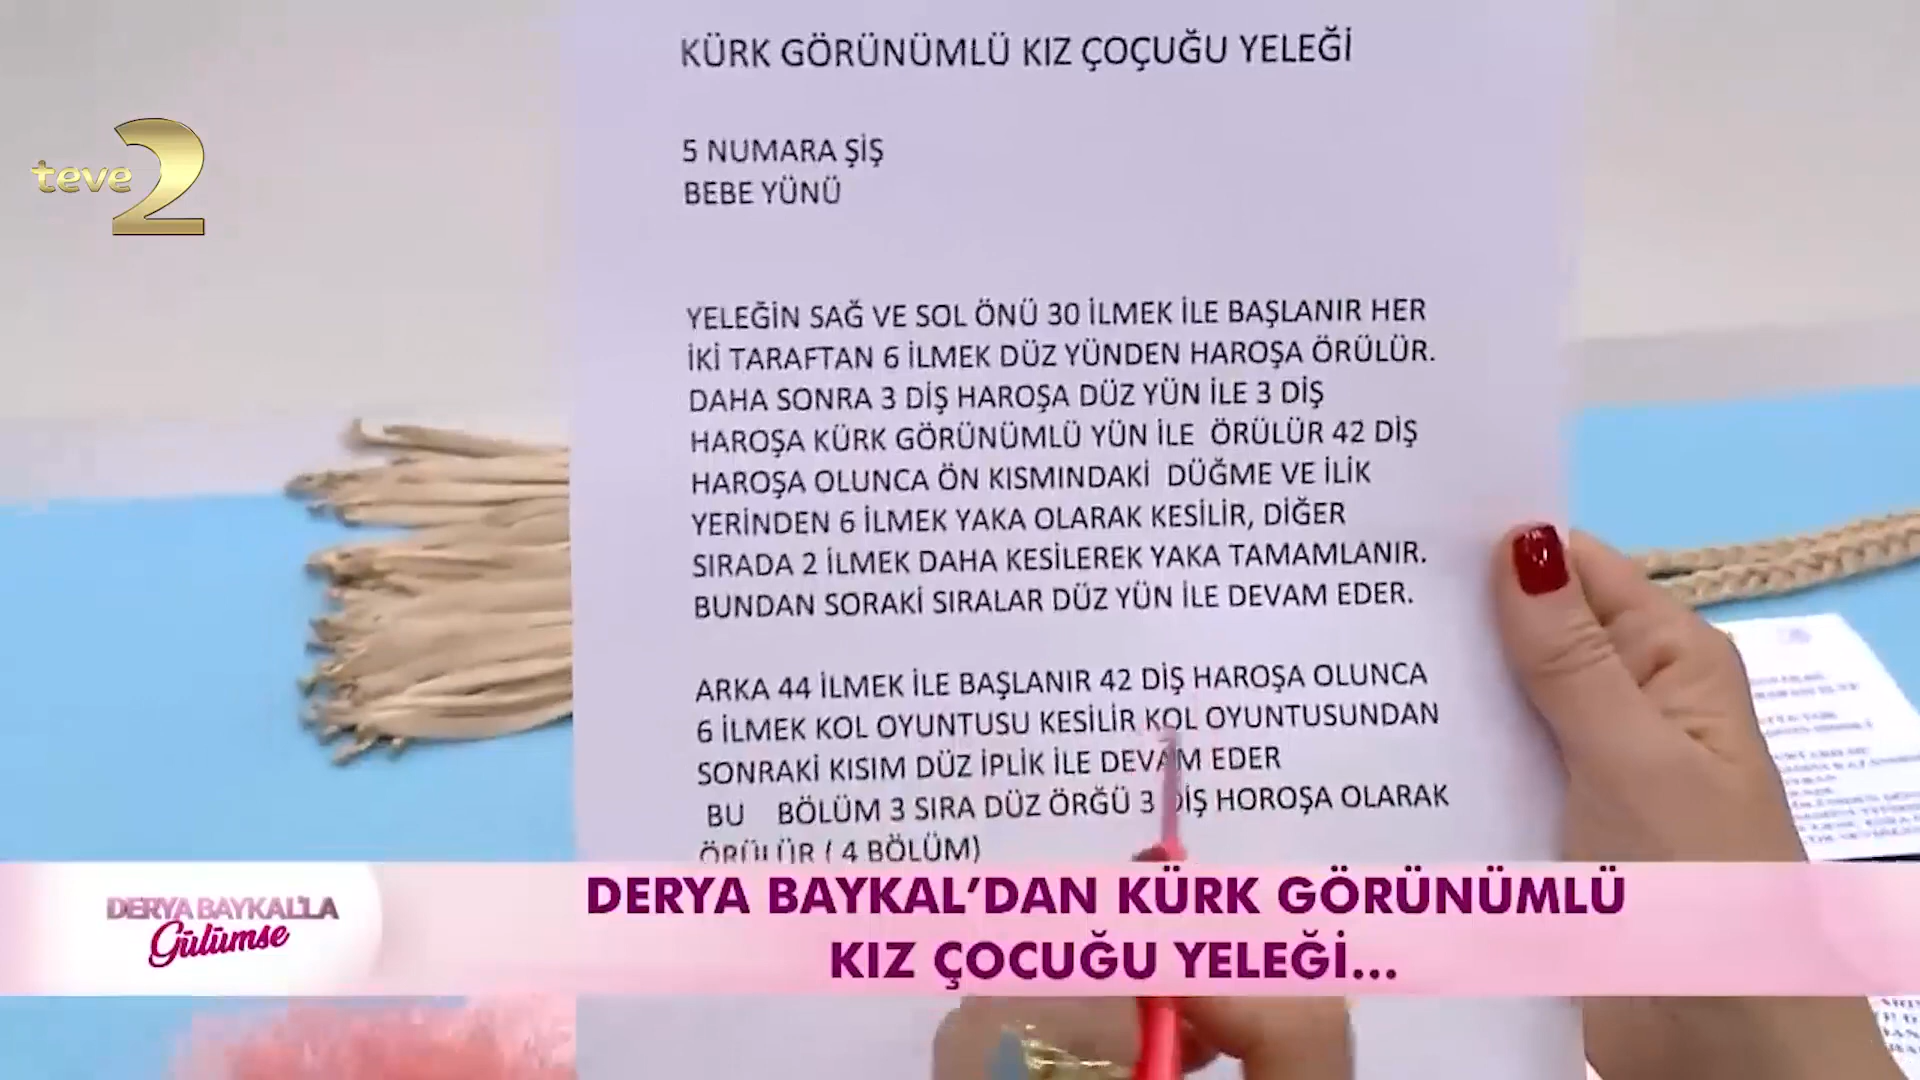 KÜRK GÖRÜNÜMLÜ KIZ ÇOÇUĞU YELEĞİ
teve2
5 NUMARA ŞİŞ
BEBE YÜNÜ
YELEĞİN SAĞ VE SOL ÖNÜ 30 İLMEK İLE BAŞLANIR HER
İKİ TARAFTAN 6 İLMEK DÜZ YÜNDEN HAROŞA ÖRÜLÜR.
DAHA SONRA 3 DİŞ HAROŞA DÜZ YÜN İLE 3 DİŞ
HAROŞA KÜRK GÖRÜNÜMLÜ YÜN İLE ÖRÜLÜR 42 DİŞ
HAROŞA OLUNCA ÖN KISMINDAKİ DÜĞME VE İLİK
YERİNDEN 6 İLMEK YAKA OLARAK KESİLİR, DİĞER
SIRADA 2 İLMEK DAHA KESİLEREK YAKA TAMAMLANIR.
BUNDAN SORAKİ SIRALAR DÜZ YÜN İLE DEVAM EDER.
ARKA 44 İLMEK İLE BAŞLANIR 42 DİŞ HAROŞA OLUNCA
6 İLMEK KOL OYUNTUSU KESİLİR KOL OYUNTUSUNDAN
SONRAKİ KISIM DÜZ İPLİK İLE DEVAM EDER
BU BÖLÜM 3 SIRA DÜZ ÖRGÜ 3 DİŞ HOROŞA OLARAK
ÖRÜLÜR ( 4 BÖLÜM)
DERYA BAYKAL'LA
Gülümse
DERYA BAYKAL'DAN KÜRK GÖRÜNÜMLÜ
KIZ ÇOCUĞU YELEĞİ...